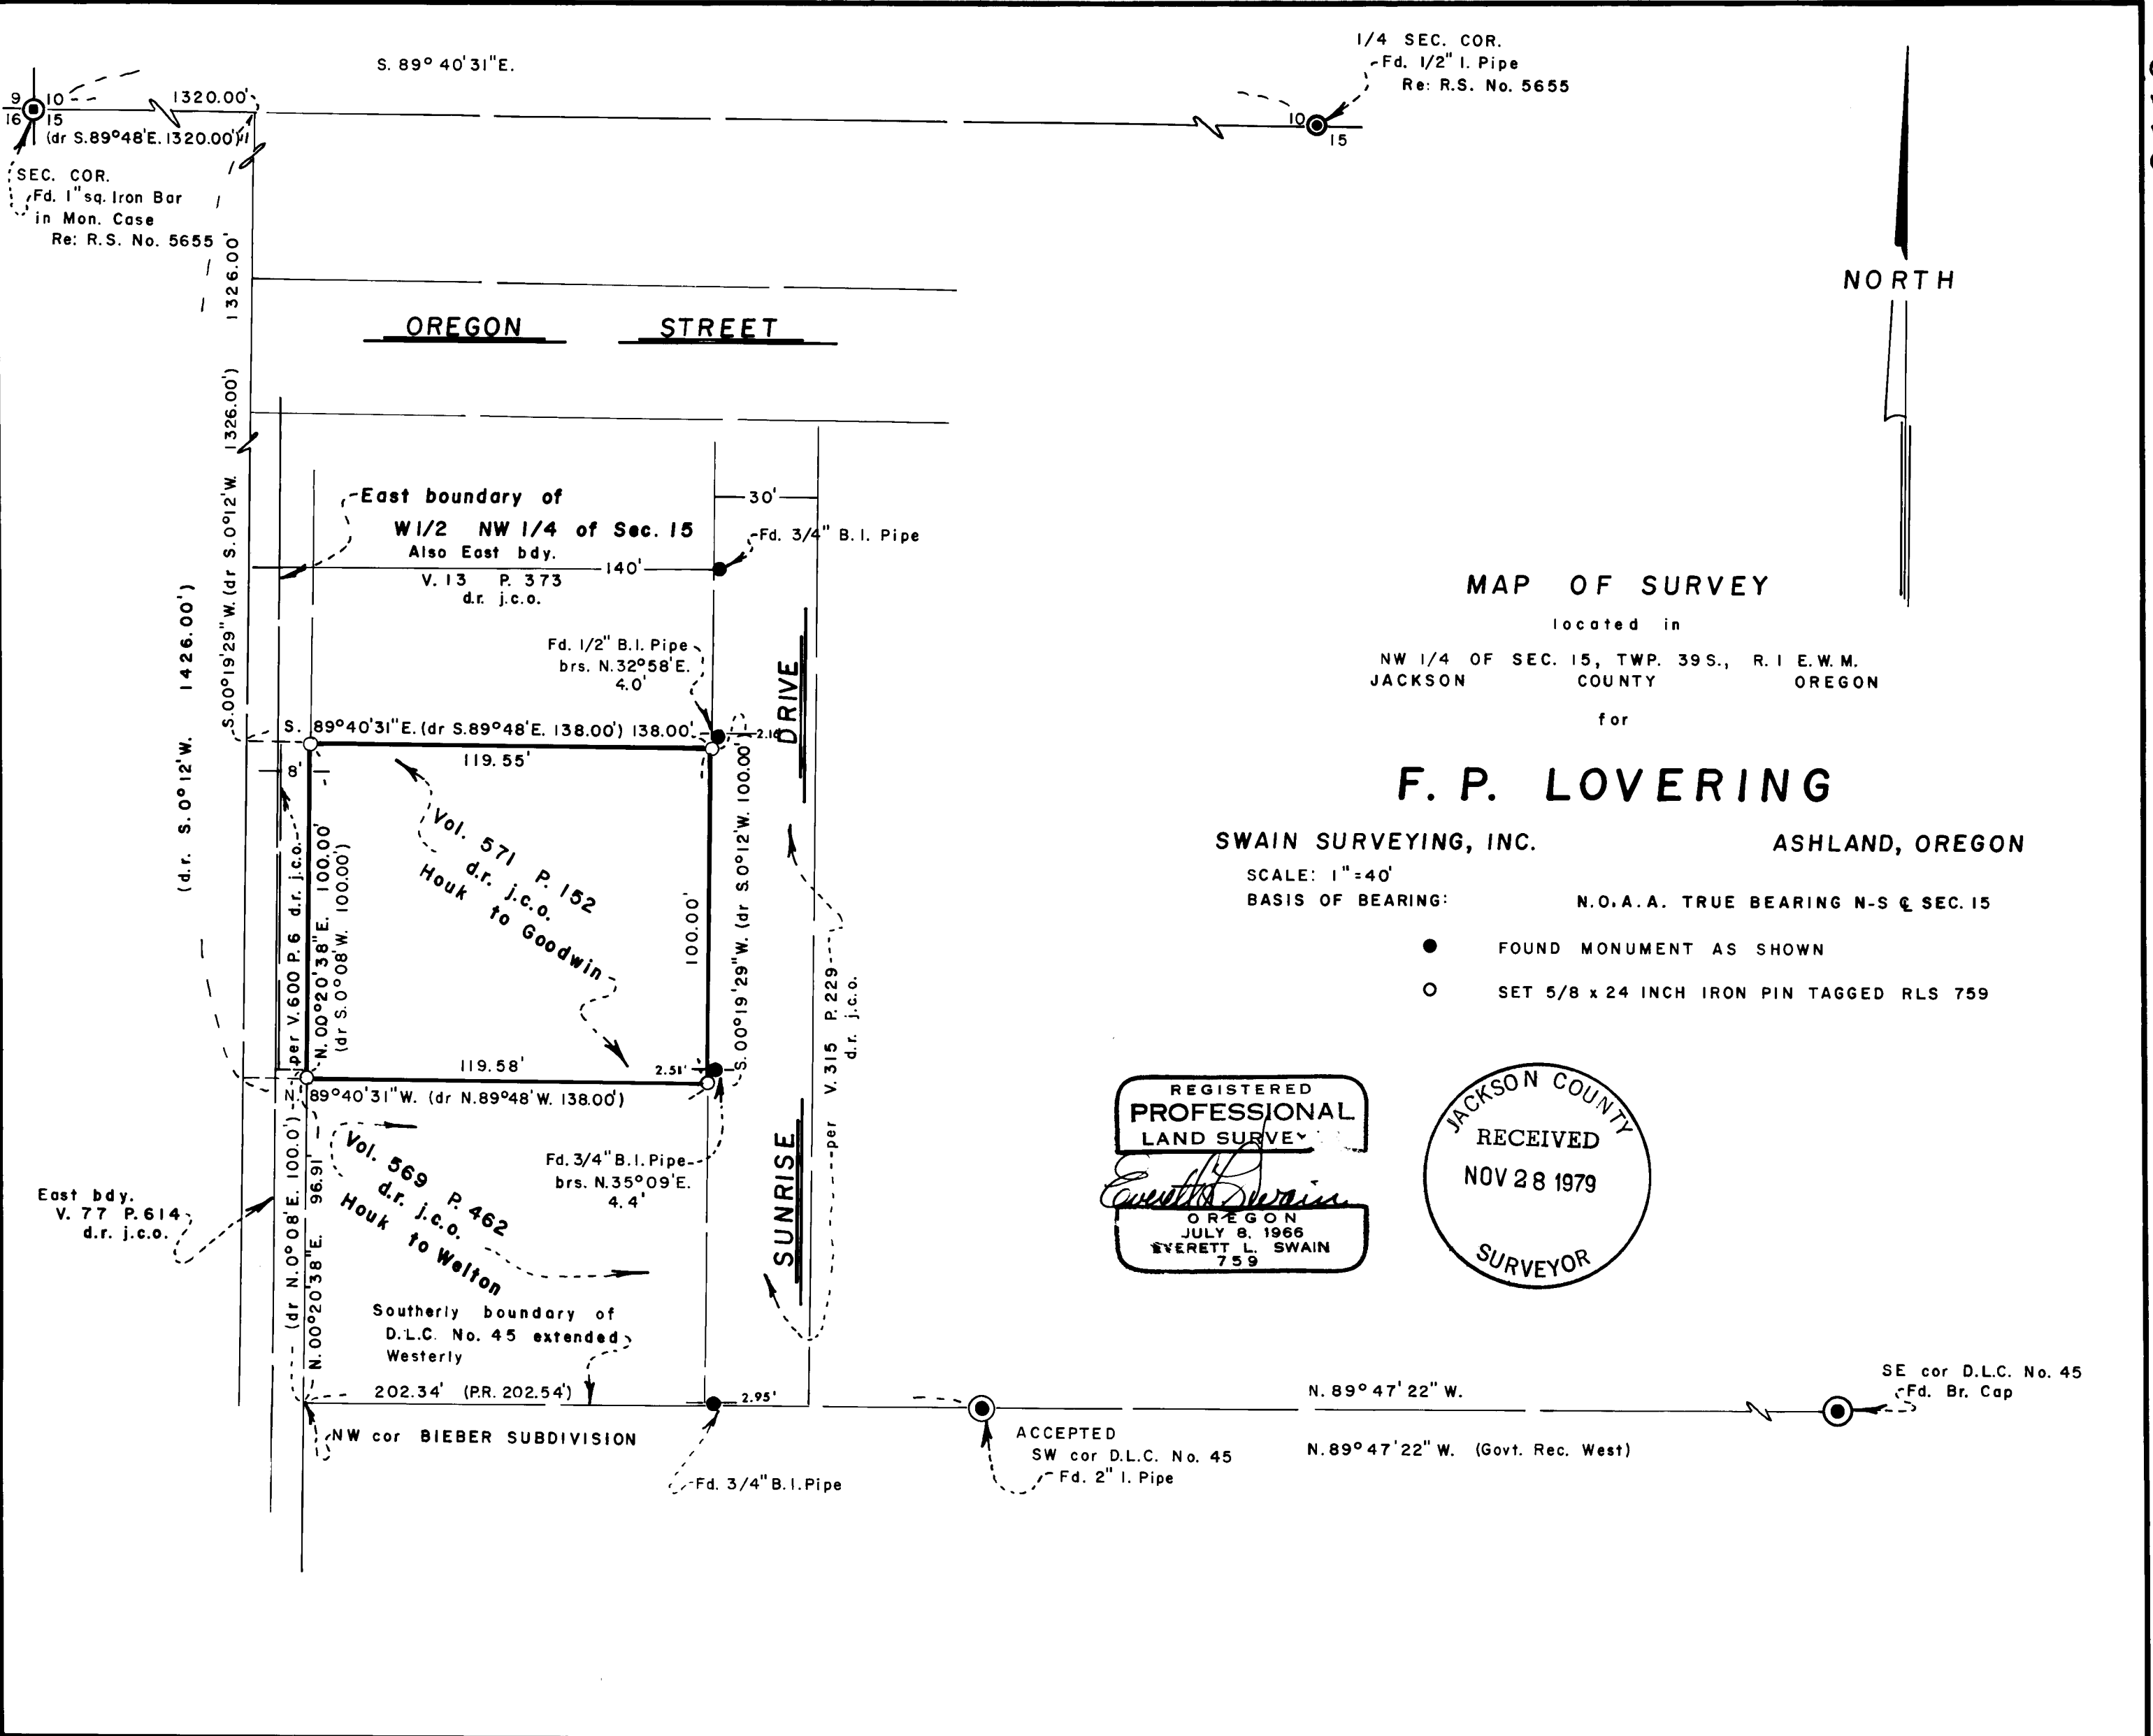 S. 89° 40'31"E.
1/4 SEC. COR.
Fd. 1/2" I. Pipe
Re: R.S. No. 5655
9 10
16 15
1320.00'
(dr S.89°48'E. 1320.00')
10
15
SEC. COR.
Fd. 1" sq. Iron Bar
in Mon. Case
Re: R.S. No. 5655
NORTH
OREGON STREET
S.00°19'29"W. (dr S.0°12'W. 1326.00') 1326.00'
(d.r. S.0°12'W. 1426.00')
East boundary of
W1/2 NW 1/4 of Sec. 15
Also East bdy.
V. 13 P. 373
d.r. j.c.o.
140'
30'
Fd. 3/4" B.I. Pipe
Fd. 1/2" B.I. Pipe
brs. N.32°58'E.
4.0'
S. 89°40'31"E. (dr S.89°48'E. 138.00') 138.00'
119.55'
8'
per V.600 P.6 d.r. j.c.o.
N.00°20'38"E. 100.00'
(dr S.0°08'W. 100.00')
Vol. 571 P. 152
d.r. j.c.o.
Houk to Goodwin
100.00'
S.00°19'29"W. (dr S.0°12'W. 100.00'
SUNRISE DRIVE
per V. 315 P. 229
d.r. j.c.o.
119.58'
2.51'
N. 89°40'31"W. (dr N.89°48'W. 138.00')
Fd. 3/4" B.I. Pipe
brs. N.35°09'E.
4.4'
Vol. 569 P. 462
d.r. j.c.o.
Houk to Welton
East bdy.
V. 77 P. 614
d.r. j.c.o.
(dr N.0°08'E. 100.0')
N.00°20'38"E. 96.91'
Southerly boundary of
D.L.C. No. 45 extended
Westerly
202.34' (P.R. 202.54')
2.95'
NW cor BIEBER SUBDIVISION
Fd. 3/4" B.I. Pipe
ACCEPTED
SW cor D.L.C. No. 45
Fd. 2" I. Pipe
N. 89° 47' 22" W.
N. 89° 47' 22" W. (Govt. Rec. West)
SE cor D.L.C. No. 45
Fd. Br. Cap
MAP OF SURVEY
located in
NW 1/4 OF SEC. 15, TWP. 39 S., R. 1 E. W. M.
JACKSON COUNTY OREGON
for
F. P. LOVERING
SWAIN SURVEYING, INC. ASHLAND, OREGON
SCALE: 1"=40'
BASIS OF BEARING: N.O.A.A. TRUE BEARING N-S ℄ SEC. 15
FOUND MONUMENT AS SHOWN
SET 5/8 x 24 INCH IRON PIN TAGGED RLS 759
REGISTERED
PROFESSIONAL
LAND SURVEY
Everett L Swain
OREGON
JULY 8, 1966
EVERETT L. SWAIN
759
JACKSON COUNTY
RECEIVED
NOV 28 1979
SURVEYOR